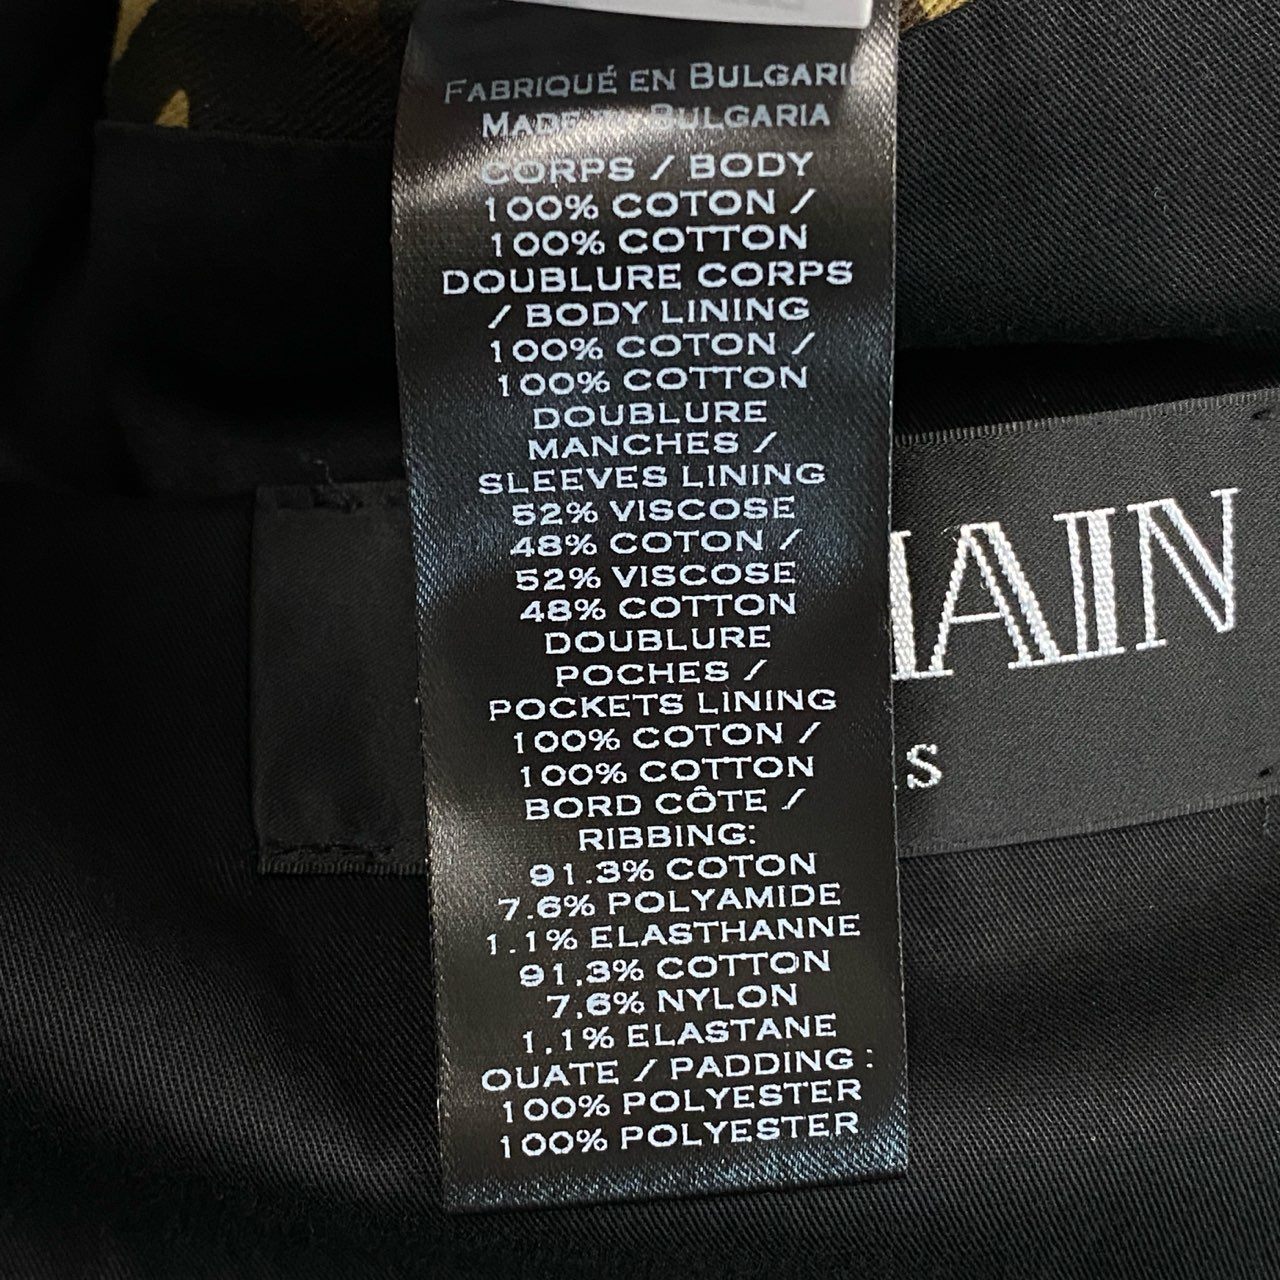 FABRIQUÉ EN BULGARIE
MADE IN BULGARIA
CORPS / BODY
100% COTON /
100% COTTON
DOUBLURE CORPS
/ BODY LINING
100% COTON /
100% COTTON
DOUBLURE
MANCHES /
SLEEVES LINING
52% VISCOSE
48% COTON /
52% VISCOSE
48% COTTON
DOUBLURE
POCHES /
POCKETS LINING
100% COTON /
100% COTTON
BORD CÔTE /
RIBBING:
91.3% COTON
7.6% POLYAMIDE
1.1% ELASTHANNE
91,3% COTTON
7,6% NYLON
1,1% ELASTANE
OUATE / PADDING :
100% POLYESTER
100% POLYESTER